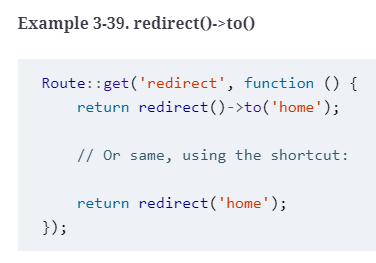 Example 3-39. redirect()->to()
Route::get('redirect', function () {
    return redirect()->to('home');
    // Or same, using the shortcut:
    return redirect('home');
});